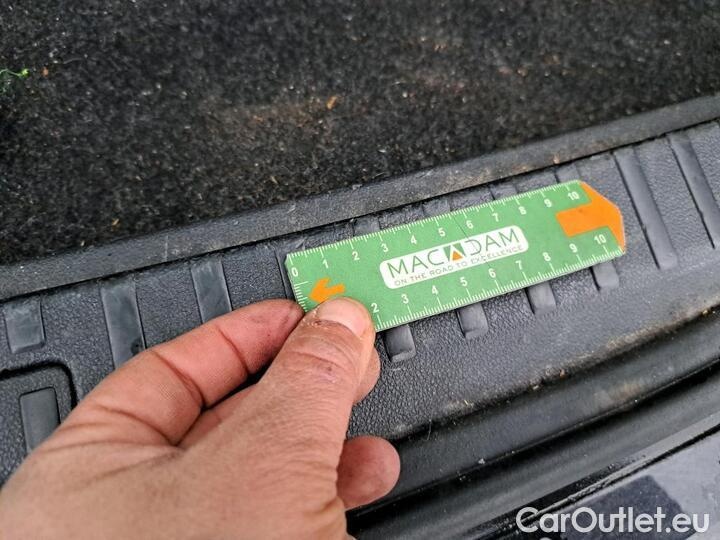 0 1 2 3 4 5 6 7 8 9 10
MACADAM
ON THE ROAD TO EXCELLENCE
2 3 4 5 6 7 8 9 10
CarOutlet.eu